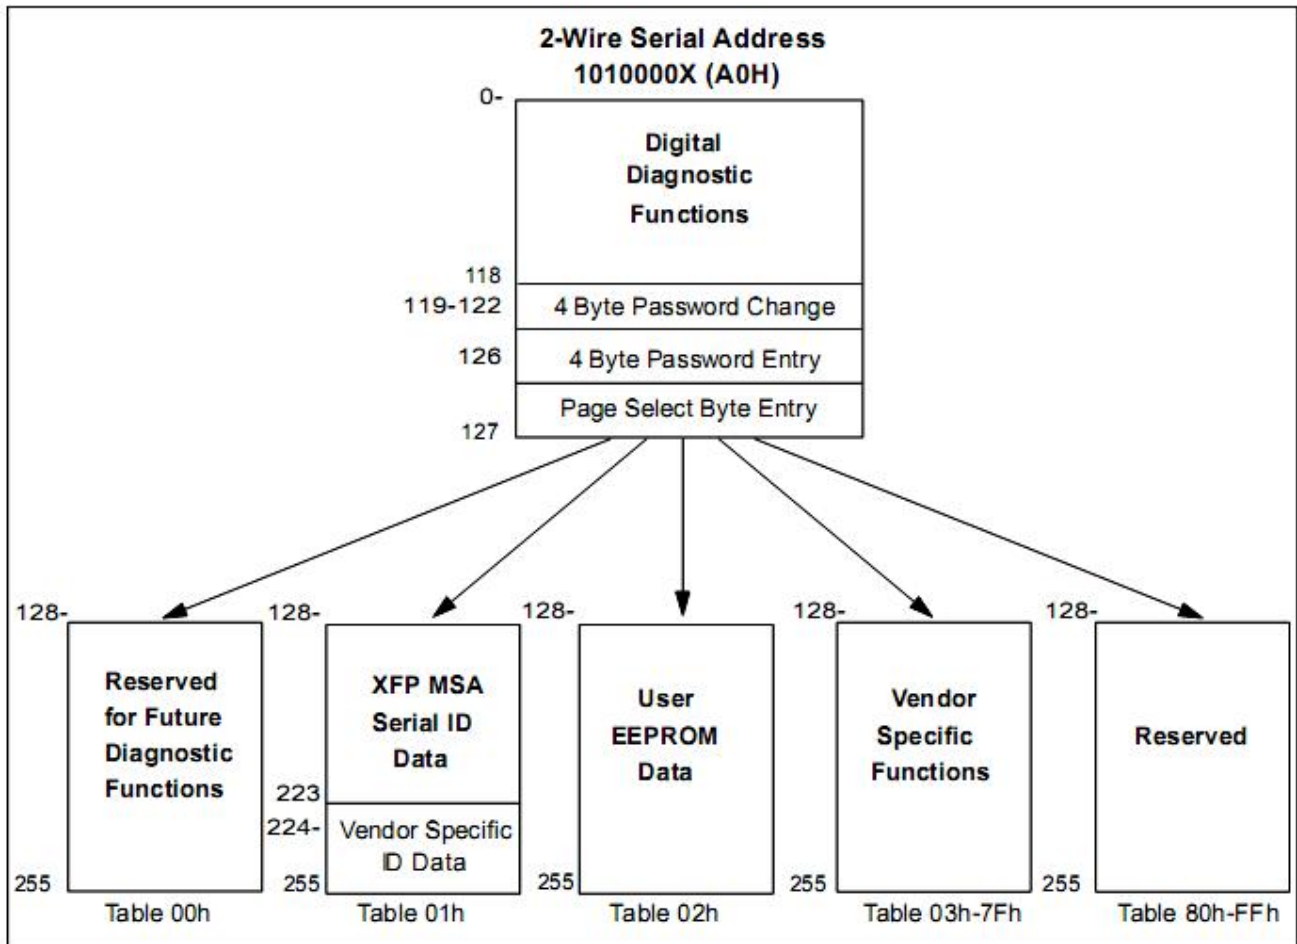 2-Wire Serial Address
1010000X (A0H)
0-
Digital
Diagnostic
Functions
118
119-122 4 Byte Password Change
126 4 Byte Password Entry
Page Select Byte Entry
127
128- 128- 128- 128- 128-
Reserved
for Future
Diagnostic
Functions
XFP MSA
Serial ID
Data
223
224- Vendor Specific
ID Data
User
EEPROM
Data
Vendor
Specific
Functions
Reserved
255 255 255 255 255
Table 00h Table 01h Table 02h Table 03h-7Fh Table 80h-FFh